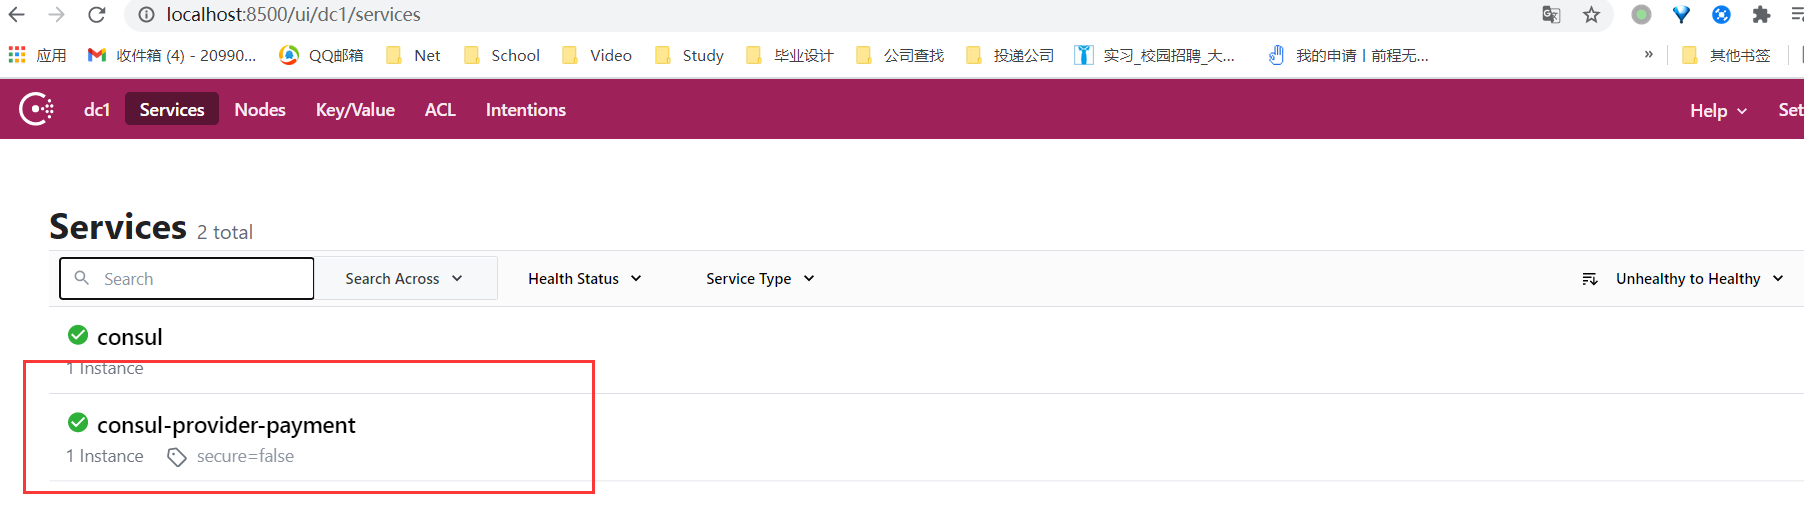 localhost:8500/ui/dc1/services
应用 收件箱 (4) - 20990... QQ邮箱 Net School Video Study 毕业设计 公司查找 投递公司 实习_校园招聘_大... 我的申请丨前程无... » 其他书签
dc1 Services Nodes Key/Value ACL Intentions Help Set
Services 2 total
Search Search Across Health Status Service Type Unhealthy to Healthy
consul
1 Instance
consul-provider-payment
1 Instance secure=false